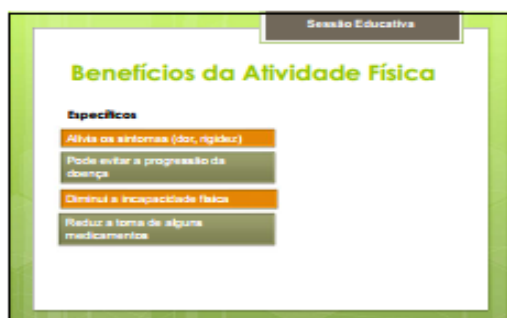 Sessão Educativa
Benefícios da Atividade Física
Específicos
Alivia os sintomas (dor, rigidez)
Pode evitar a progressão da
doença
Diminui a incapacidade física
Reduz a toma de alguns
medicamentos